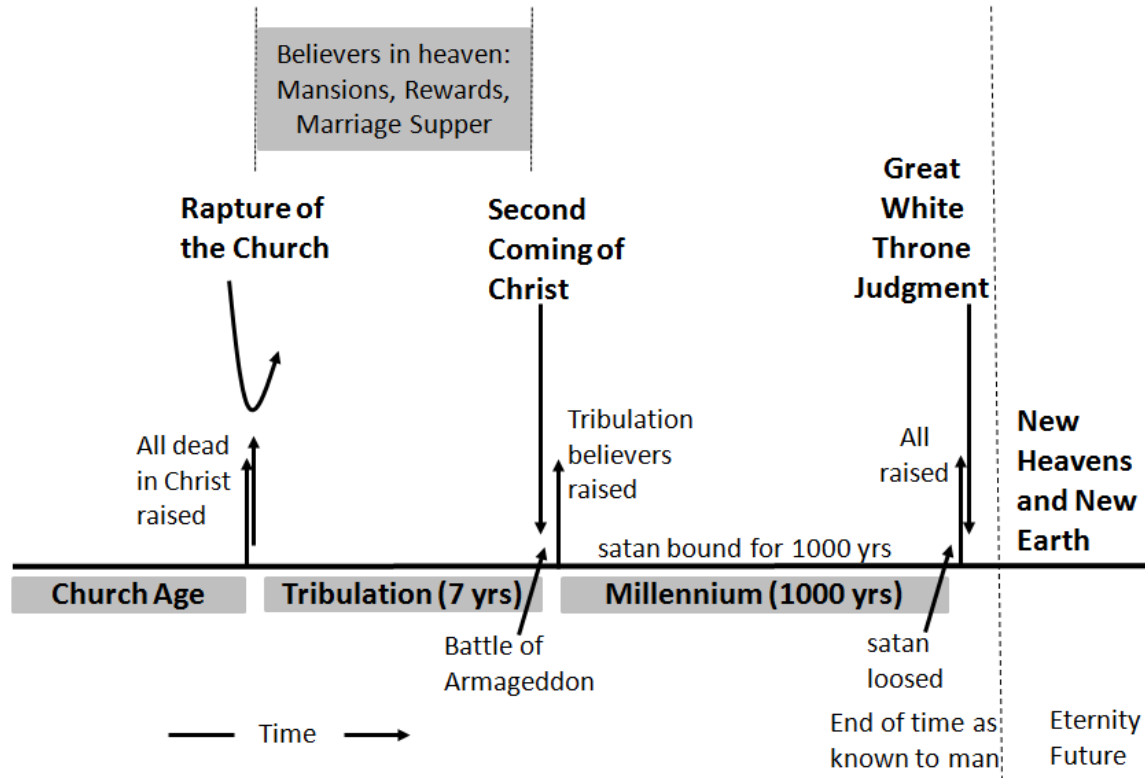 Believers in heaven:
Mansions, Rewards,
Marriage Supper
Rapture of
the Church
Second
Coming of
Christ
Great
White
Throne
Judgment
All dead
in Christ
raised
Tribulation
believers
raised
All
raised
New
Heavens
and New
Earth
satan bound for 1000 yrs
Church Age
Tribulation (7 yrs)
Millennium (1000 yrs)
Battle of
Armageddon
satan
loosed
Time
End of time as
known to man
Eternity
Future